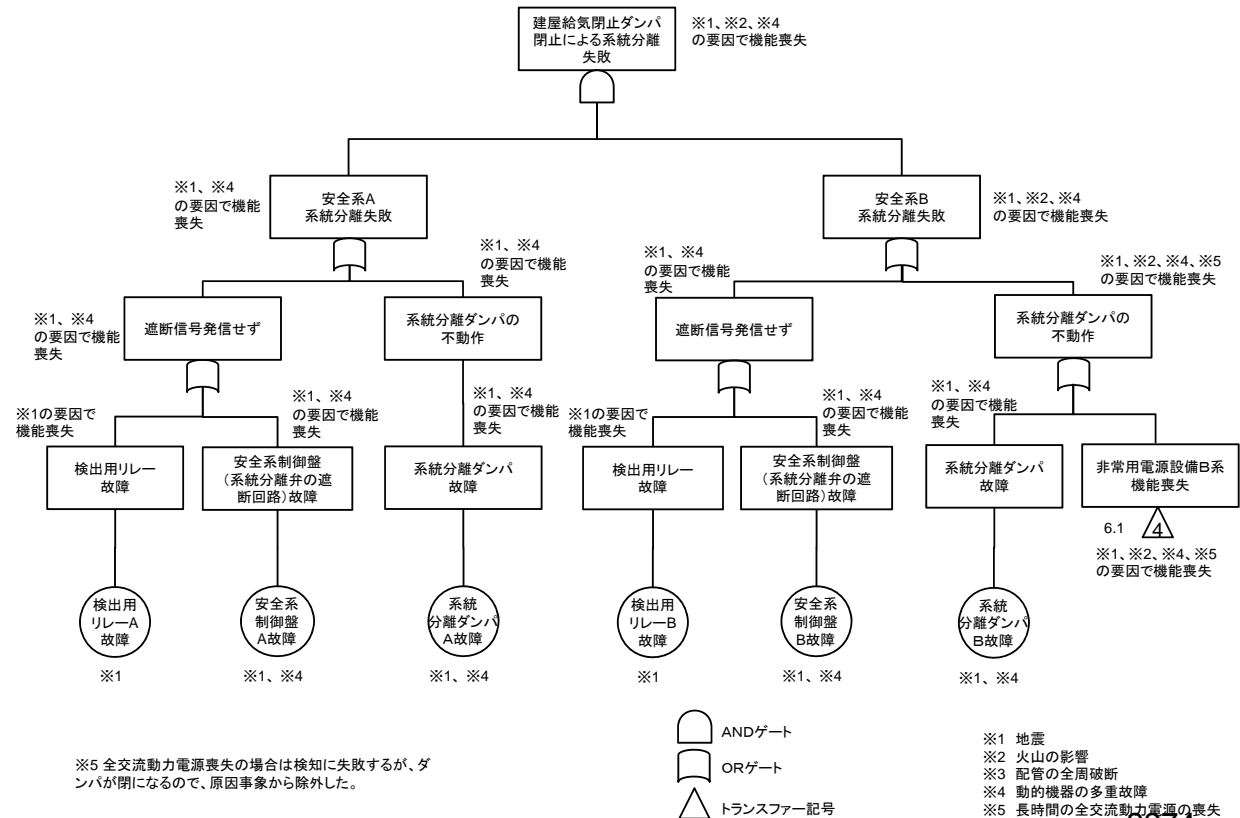 建屋給気閉止ダンパ
閉止による系統分離
失敗
※1、※2、※4
の要因で機能喪失
※1、※4
の要因で機能
喪失
安全系A
系統分離失敗
安全系B
系統分離失敗
※1、※2、※4
の要因で機能喪失
※1、※4
の要因で機能
喪失
※1、※4
の要因で機能
喪失
※1、※2、※4、※5
の要因で機能喪失
※1、※4
の要因で機能
喪失
遮断信号発信せず
系統分離ダンパの
不動作
遮断信号発信せず
系統分離ダンパの
不動作
※1の要因で
機能喪失
※1、※4
の要因で機能
喪失
※1、※4
の要因で機能
喪失
※1の要因で
機能喪失
※1、※4
の要因で機能
喪失
※1、※4
の要因で機能
喪失
検出用リレー
故障
安全系制御盤
(系統分離弁の遮
断回路)故障
系統分離ダンパ
故障
検出用リレー
故障
安全系制御盤
(系統分離弁の遮
断回路)故障
系統分離ダンパ
故障
非常用電源設備B系
機能喪失
6.1
4
※1、※2、※4、※5
の要因で機能喪失
検出用
リレーA
故障
安全系
制御盤
A故障
系統
分離ダンパ
A故障
検出用
リレーB
故障
安全系
制御盤
B故障
系統
分離ダンパ
B故障
※1
※1、※4
※1、※4
※1
※1、※4
※1、※4
※5 全交流動力電源喪失の場合は検知に失敗するが、ダ
ンパが閉になるので、原因事象から除外した。
ANDゲート
ORゲート
トランスファー記号
※1 地震
※2 火山の影響
※3 配管の全周破断
※4 動的機器の多重故障
※5 長時間の全交流動力電源の喪失